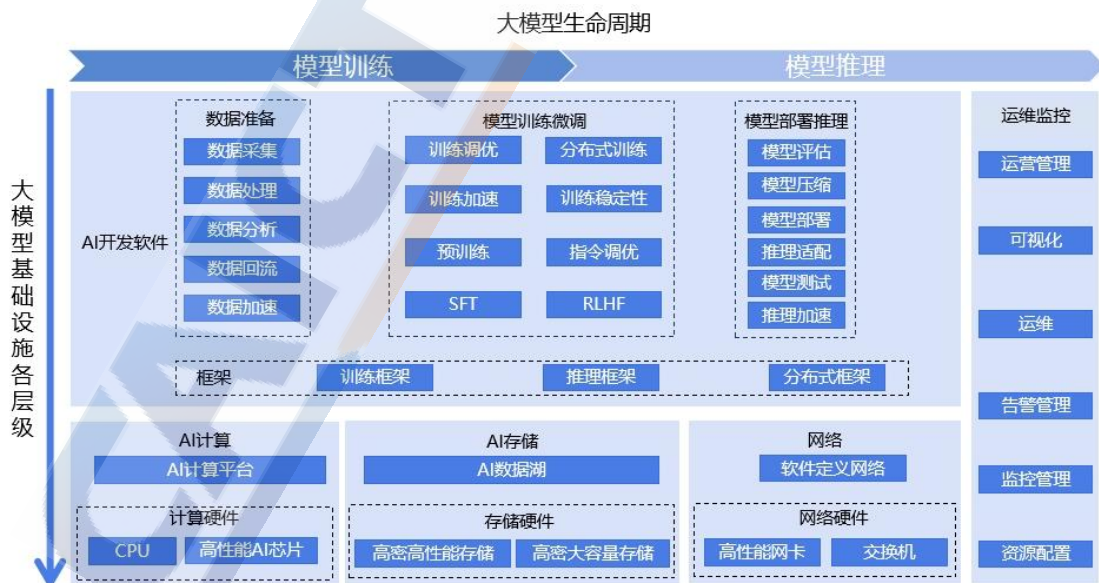 大模型生命周期
模型训练
模型推理
大模型基础设施各层级
AI开发软件
数据准备
数据采集
数据处理
数据分析
数据回流
数据加速
模型训练微调
训练调优
分布式训练
训练加速
训练稳定性
预训练
指令调优
SFT
RLHF
模型部署推理
模型评估
模型压缩
模型部署
推理适配
模型测试
推理加速
框架
训练框架
推理框架
分布式框架
AI计算
AI计算平台
计算硬件
CPU
高性能AI芯片
AI存储
AI数据湖
存储硬件
高密高性能存储
高密大容量存储
网络
软件定义网络
网络硬件
高性能网卡
交换机
运维监控
运营管理
可视化
运维
告警管理
监控管理
资源配置
CAICT